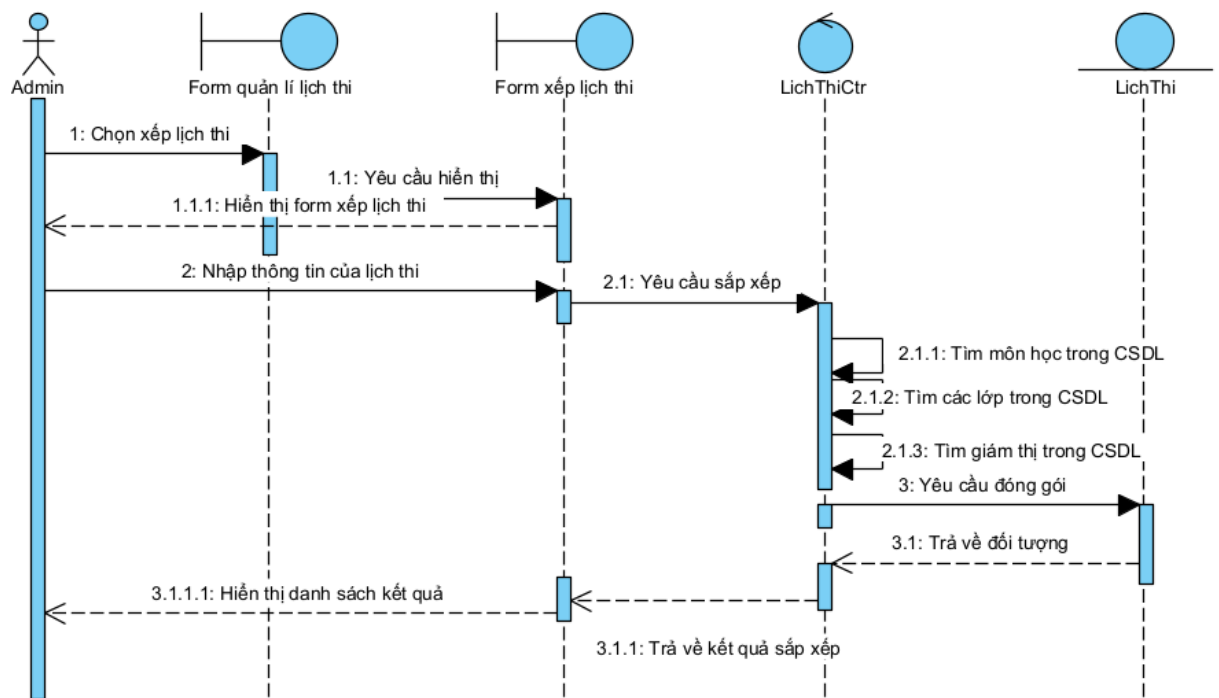 Admin
Form quản lí lịch thi
Form xếp lịch thi
LichThiCtr
LichThi
1: Chọn xếp lịch thi
1.1: Yêu cầu hiển thị
1.1.1: Hiển thị form xếp lịch thi
2: Nhập thông tin của lịch thi
2.1: Yêu cầu sắp xếp
2.1.1: Tìm môn học trong CSDL
2.1.2: Tìm các lớp trong CSDL
2.1.3: Tìm giám thị trong CSDL
3: Yêu cầu đóng gói
3.1: Trả về đối tượng
3.1.1.1: Hiển thị danh sách kết quả
3.1.1: Trả về kết quả sắp xếp